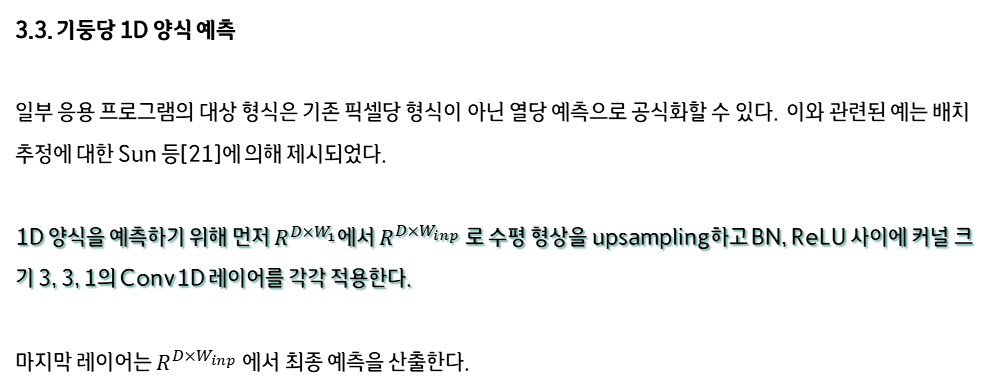 3.3. 기둥당 1D 양식 예측
일부 응용 프로그램의 대상 형식은 기존 픽셀당 형식이 아닌 열당 예측으로 공식화할 수 있다. 이와 관련된 예는 배치
추정에 대한 Sun 등[21]에 의해 제시되었다.
1D 양식을 예측하기 위해 먼저 R^{D×W_1}에서 R^{D×W_{inp}} 로 수평 형상을 upsampling하고 BN, ReLU 사이에 커널 크
기 3, 3, 1의 Conv1D 레이어를 각각 적용한다.
마지막 레이어는 R^{D×W_{inp}} 에서 최종 예측을 산출한다.